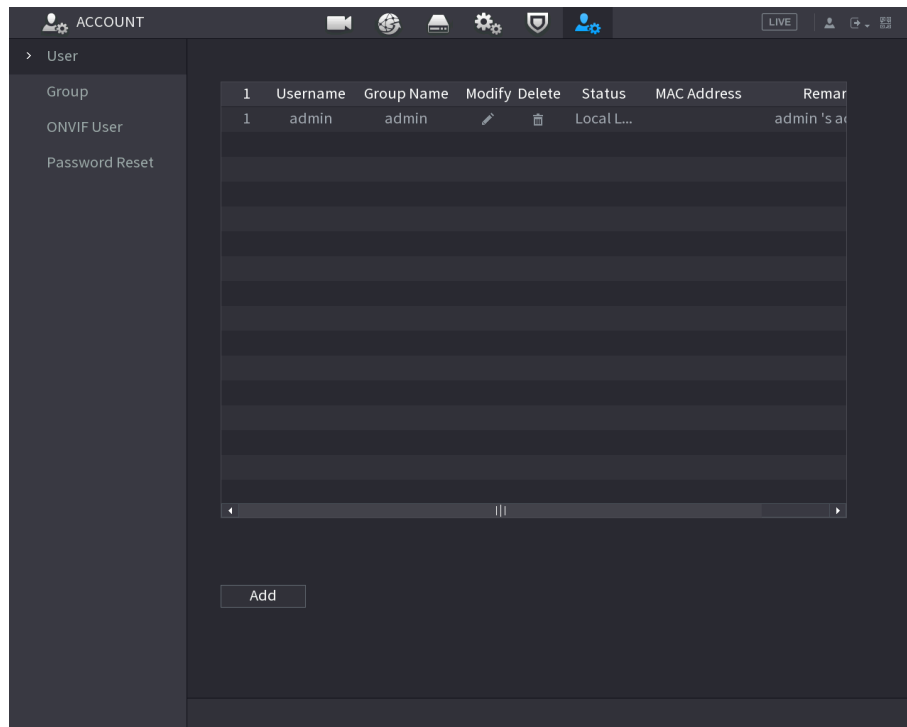 ACCOUNT LIVE
User
Group
ONVIF User
Password Reset
1 Username Group Name Modify Delete Status MAC Address Remar
1 admin admin Local L... admin 's a
Add